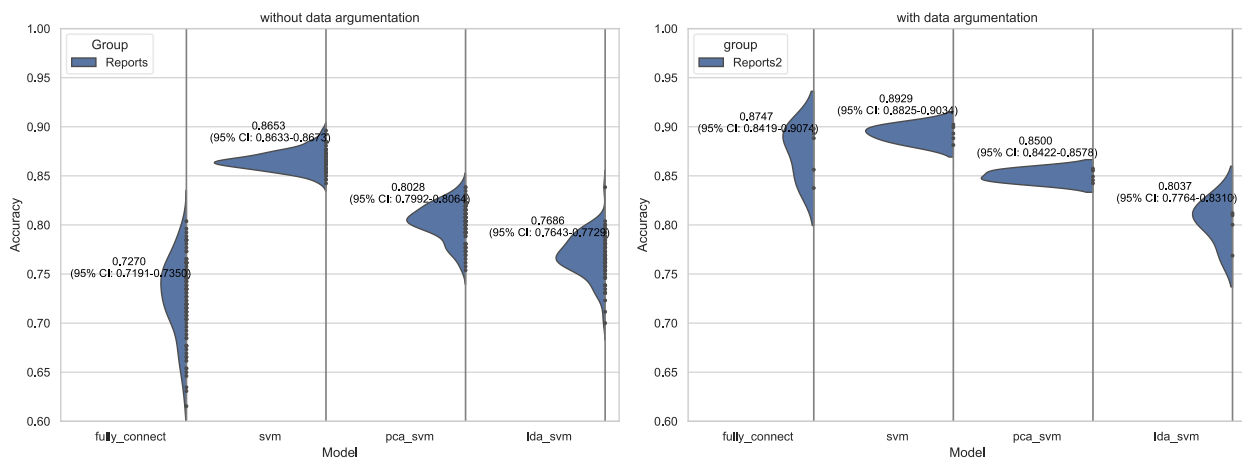 without data argumentation
1.00
0.95
0.90
0.85
0.80
0.75
0.70
0.65
0.60
Accuracy
Group
Reports
0.7270
(95% CI: 0.7191-0.7350)
0.8653
(95% CI: 0.8633-0.8673)
0.8028
(95% CI: 0.7992-0.8064)
0.7686
(95% CI: 0.7643-0.7729)
fully_connect
svm
pca_svm
lda_svm
Model
with data argumentation
1.00
0.95
0.90
0.85
0.80
0.75
0.70
0.65
0.60
Accuracy
group
Reports2
0.8747
(95% CI: 0.8419-0.9074)
0.8929
(95% CI: 0.8825-0.9034)
0.8500
(95% CI: 0.8422-0.8578)
0.8037
(95% CI: 0.7764-0.8310)
fully_connect
svm
pca_svm
lda_svm
Model